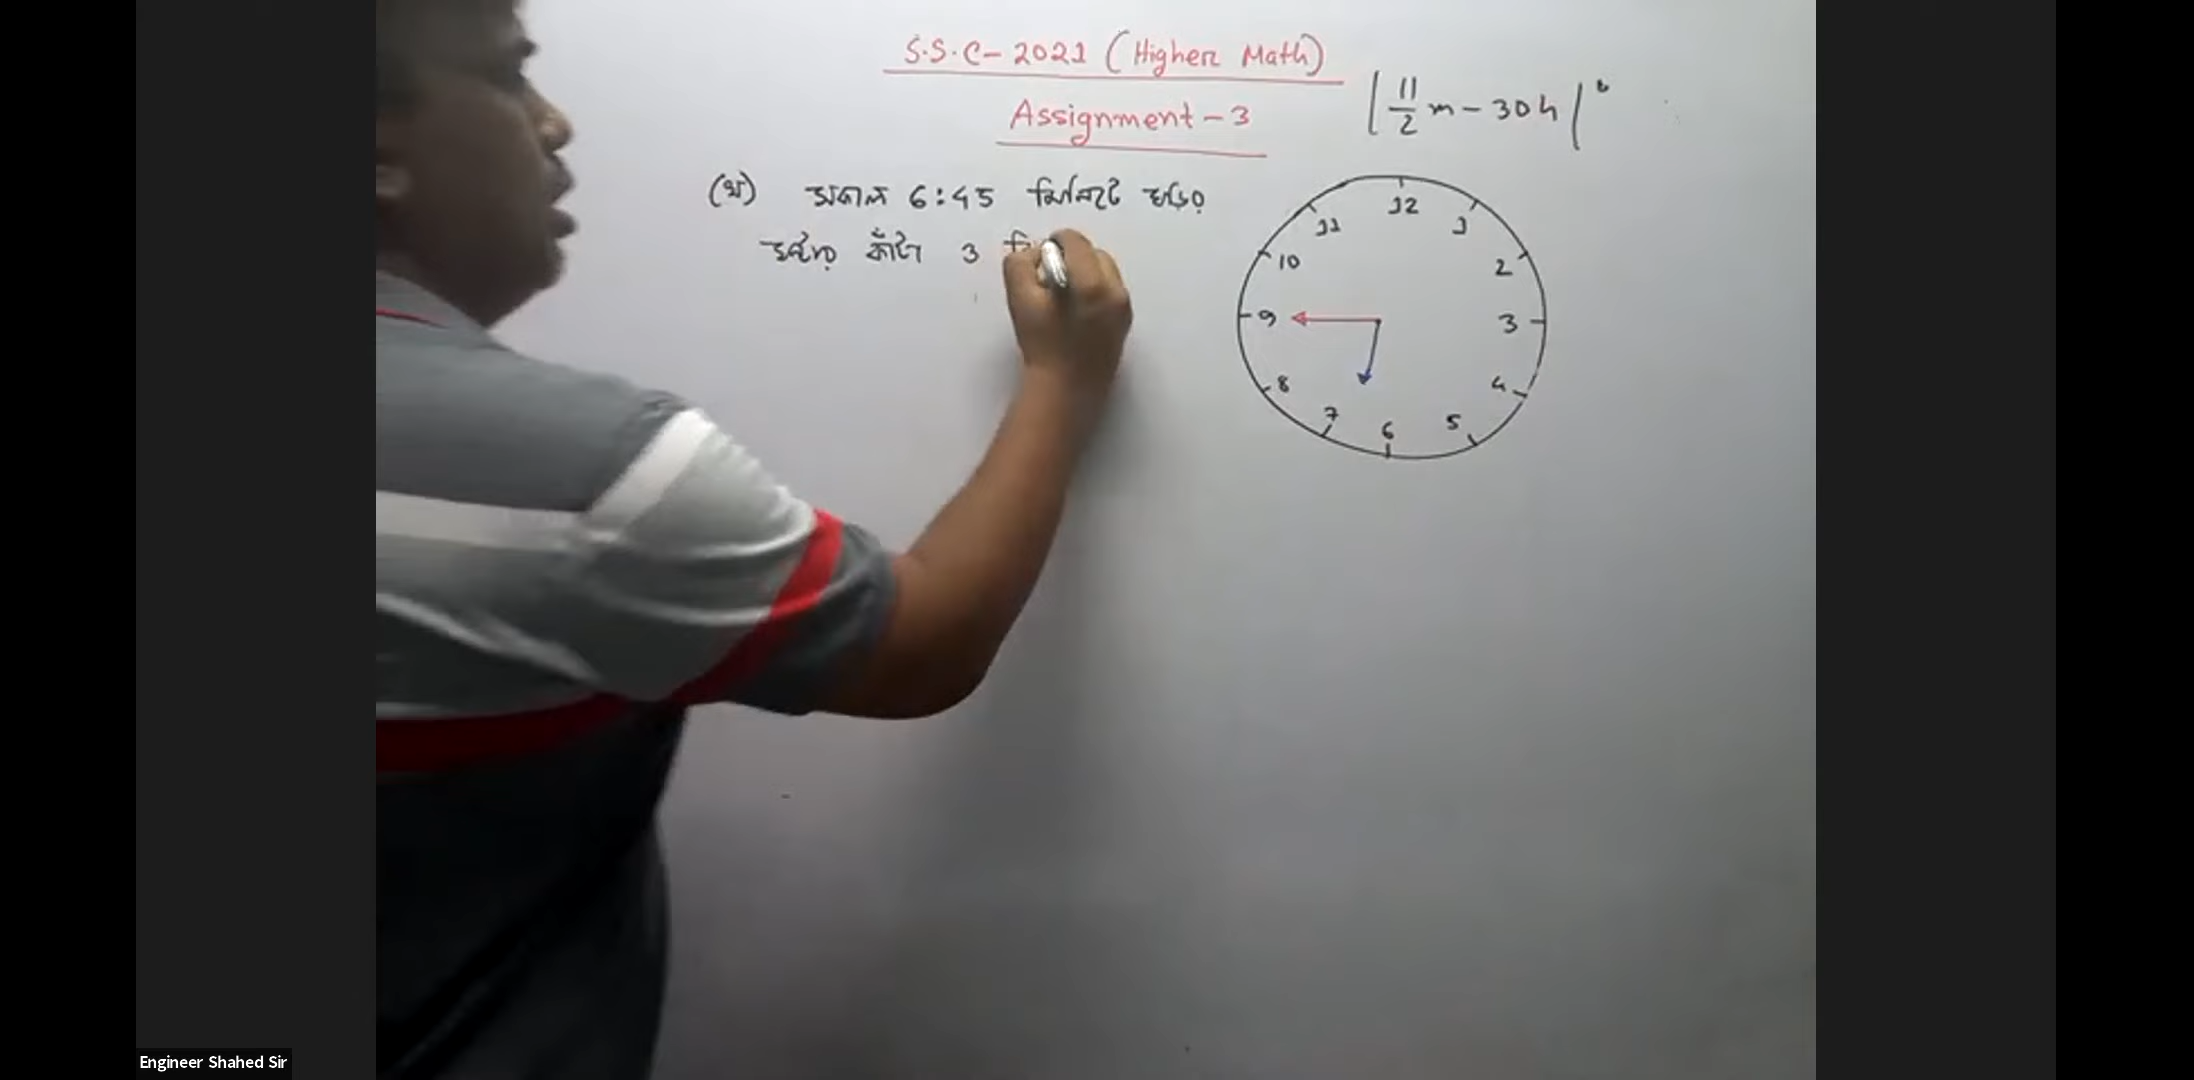 S.S.C- 2021 (Higher Math)
Assignment - 3
| 11/2 m - 30h |°
(খ) সকাল 6:45 মিনিটে ঘড়ির
ঘন্টার কাঁটা ও মি
12
1
2
3
4
5
6
7
8
9
10
11
Engineer Shahed Sir